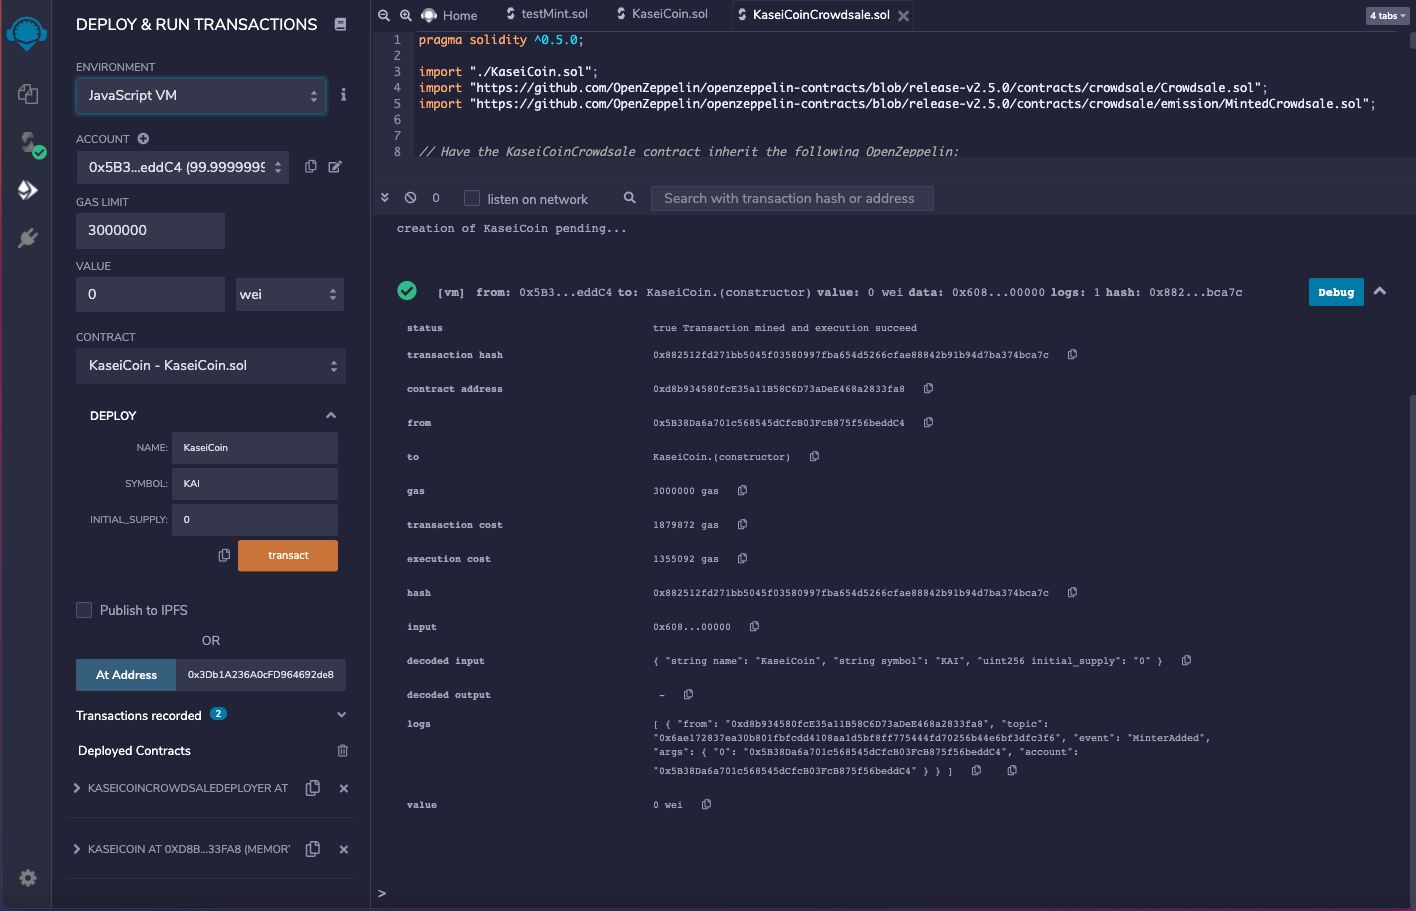 DEPLOY & RUN TRANSACTIONS
ENVIRONMENT
JavaScript VM
i
ACCOUNT
0x5B3...eddC4 (99.9999999
GAS LIMIT
3000000
VALUE
0
wei
CONTRACT
KaseiCoin - KaseiCoin.sol
DEPLOY
NAME: KaseiCoin
SYMBOL: KAI
INITIAL_SUPPLY: 0
transact
Publish to IPFS
OR
At Address 0x3Db1A236A0cFD964692de8
Transactions recorded 2
Deployed Contracts
KASEICOINCROWDSALEDEPLOYER AT
KASEICOIN AT 0XD8B...33FA8 (MEMOR
Home testMint.sol KaseiCoin.sol KaseiCoinCrowdsale.sol 4 tabs
1 pragma solidity ^0.5.0;
2
3 import "./KaseiCoin.sol";
4 import "https://github.com/OpenZeppelin/openzeppelin-contracts/blob/release-v2.5.0/contracts/crowdsale/Crowdsale.sol";
5 import "https://github.com/OpenZeppelin/openzeppelin-contracts/blob/release-v2.5.0/contracts/crowdsale/emission/MintedCrowdsale.sol";
6
7
8 // Have the KaseiCoinCrowdsale contract inherit the following OpenZeppelin:
0 listen on network Search with transaction hash or address
creation of KaseiCoin pending...
[vm] from: 0x5B3...eddC4 to: KaseiCoin.(constructor) value: 0 wei data: 0x608...00000 logs: 1 hash: 0x882...bca7c Debug
status true Transaction mined and execution succeed
transaction hash 0x882512fd271bb5045f03580997fba654d5266cfae88842b91b94d7ba374bca7c
contract address 0xd8b934580fcE35a11B58C6D73aDeE468a2833fa8
from 0x5B38Da6a701c568545dCfcB03FcB875f56beddC4
to KaseiCoin.(constructor)
gas 3000000 gas
transaction cost 1879872 gas
execution cost 1355092 gas
hash 0x882512fd271bb5045f03580997fba654d5266cfae88842b91b94d7ba374bca7c
input 0x608...00000
decoded input { "string name": "KaseiCoin", "string symbol": "KAI", "uint256 initial_supply": "0" }
decoded output -
logs [ { "from": "0xd8b934580fcE35a11B58C6D73aDeE468a2833fa8", "topic":
"0x6ae172837ea30b801fbfcdd4108aa1d5bf8ff775444fd70256b44e6bf3dfc3f6", "event": "MinterAdded",
"args": { "0": "0x5B38Da6a701c568545dCfcB03FcB875f56beddC4", "account":
"0x5B38Da6a701c568545dCfcB03FcB875f56beddC4" } } ]
value 0 wei
>